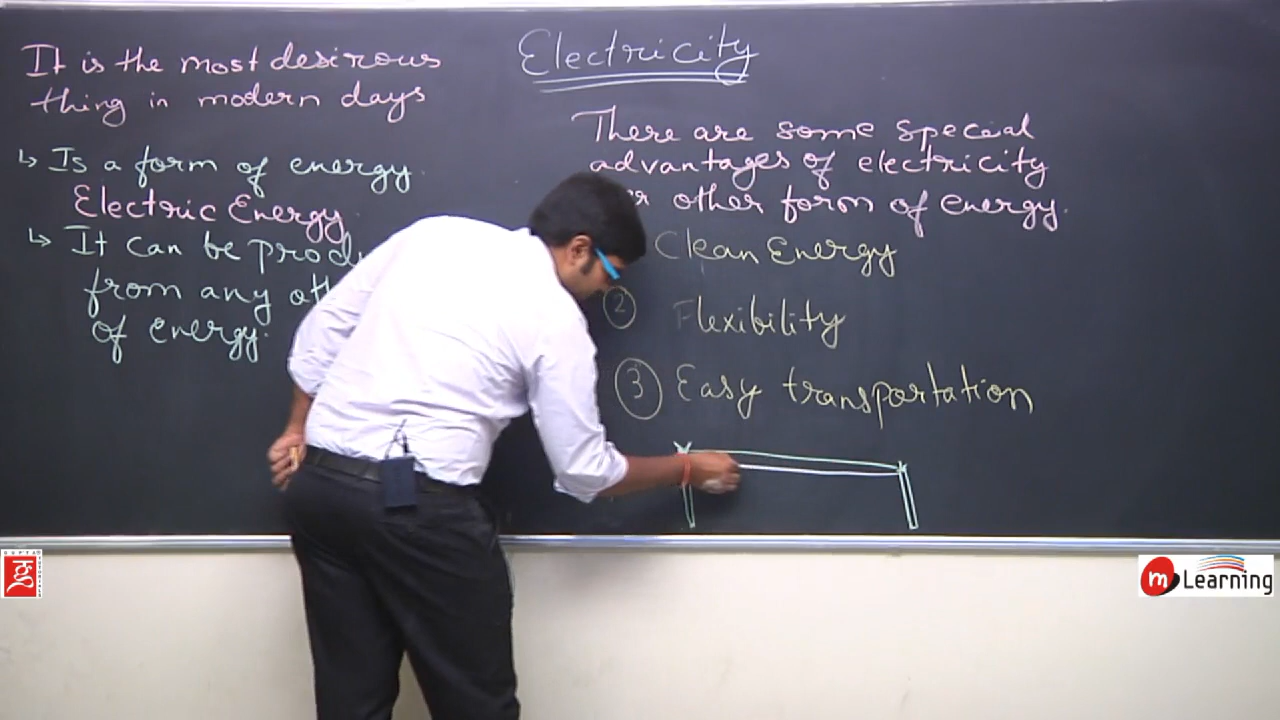 It is the most desirous
thing in modern days
↳ Is a form of energy.
Electric Energy
↳ It can be
from any
of energy.
Electricity
There are some special
advantages of electricity
other form of energy.
Clean Energy
② Flexibility
③ Easy transportation
GUPTA TUTORIALS
m Learning